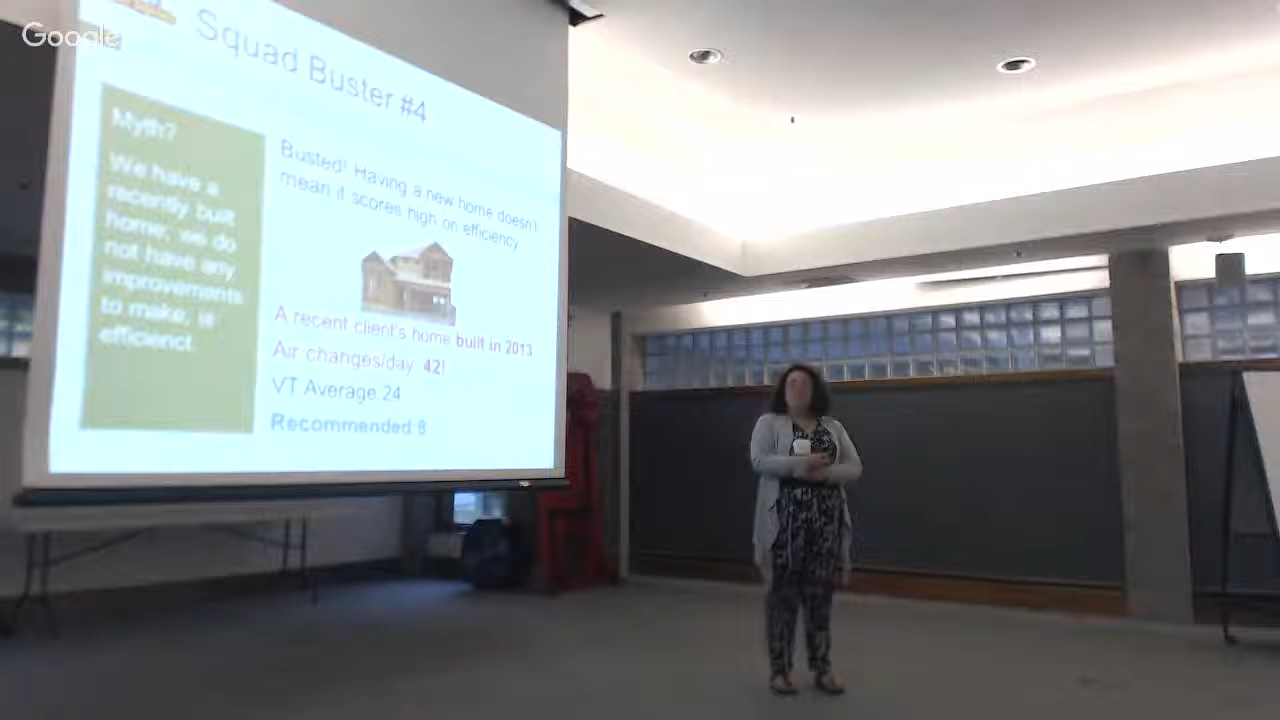 Google
Squad Buster #4
Myth?
We have a
recently built
home; we do
not have any
improvements
to make, it
efficienct
Busted! Having a new home doesn't
mean it scores high on efficiency
A recent client's home built in 2013
Air changes/day 42!
VT Average 24
Recommended 8